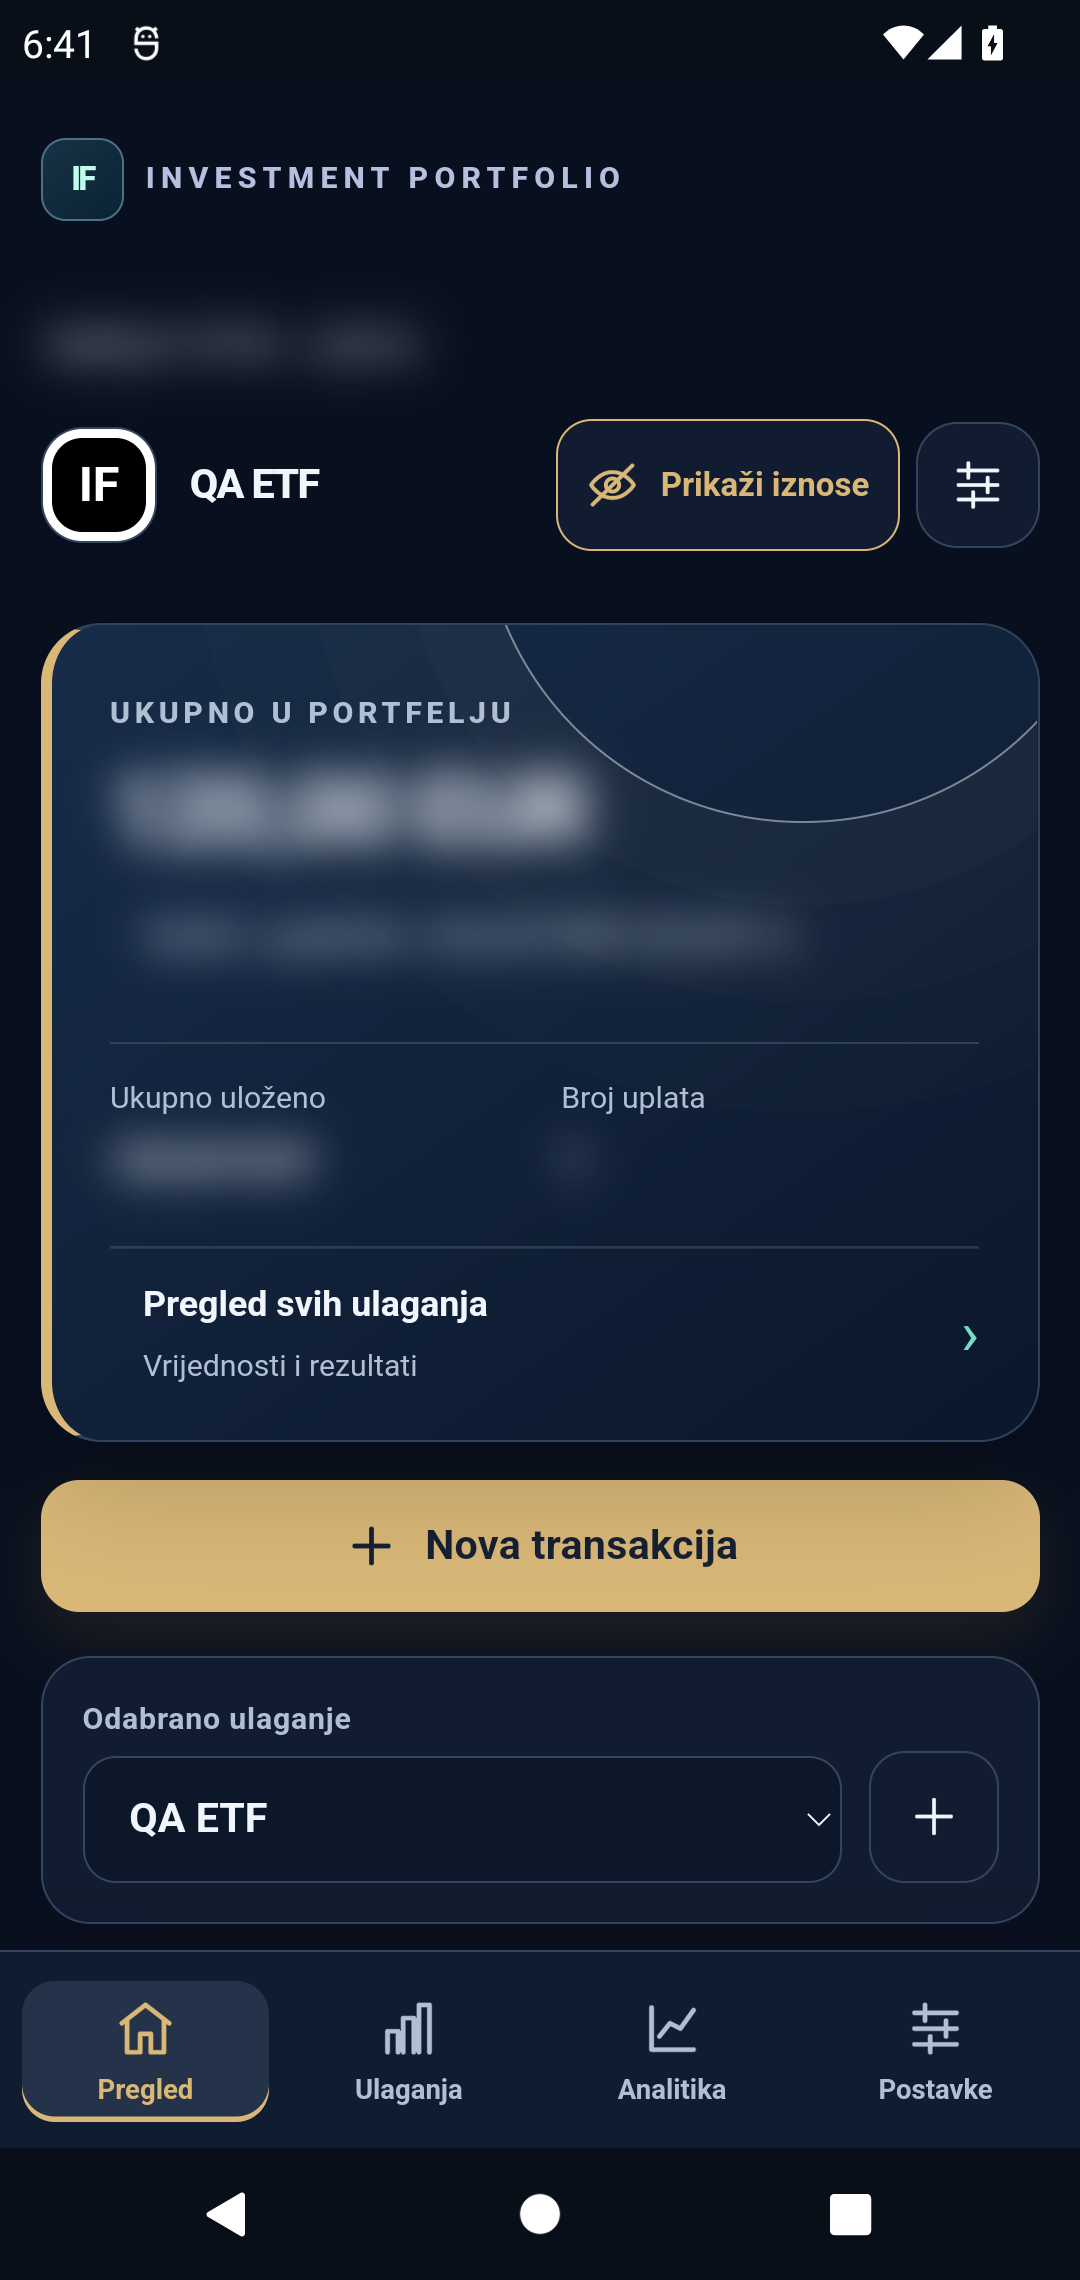 6:41
IF INVESTMENT PORTFOLIO
IF QA ETF
Prikaži iznose
UKUPNO U PORTFELJU
Ukupno uloženo
Broj uplata
Pregled svih ulaganja
Vrijednosti i rezultati
Nova transakcija
Odabrano ulaganje
QA ETF
Pregled
Ulaganja
Analitika
Postavke